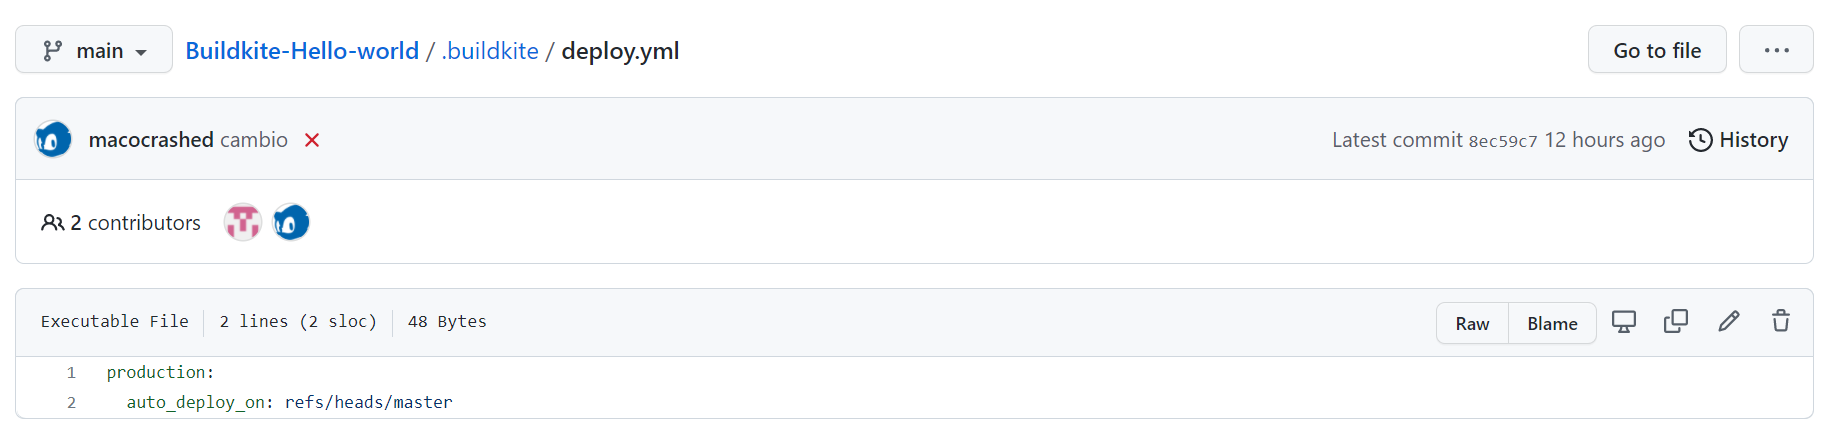 main Buildkite-Hello-world / .buildkite / deploy.yml Go to file ...
macocrashed cambio Latest commit 8ec59c7 12 hours ago History
2 contributors
Executable File 2 lines (2 sloc) 48 Bytes Raw Blame
1 production:
2 auto_deploy_on: refs/heads/master